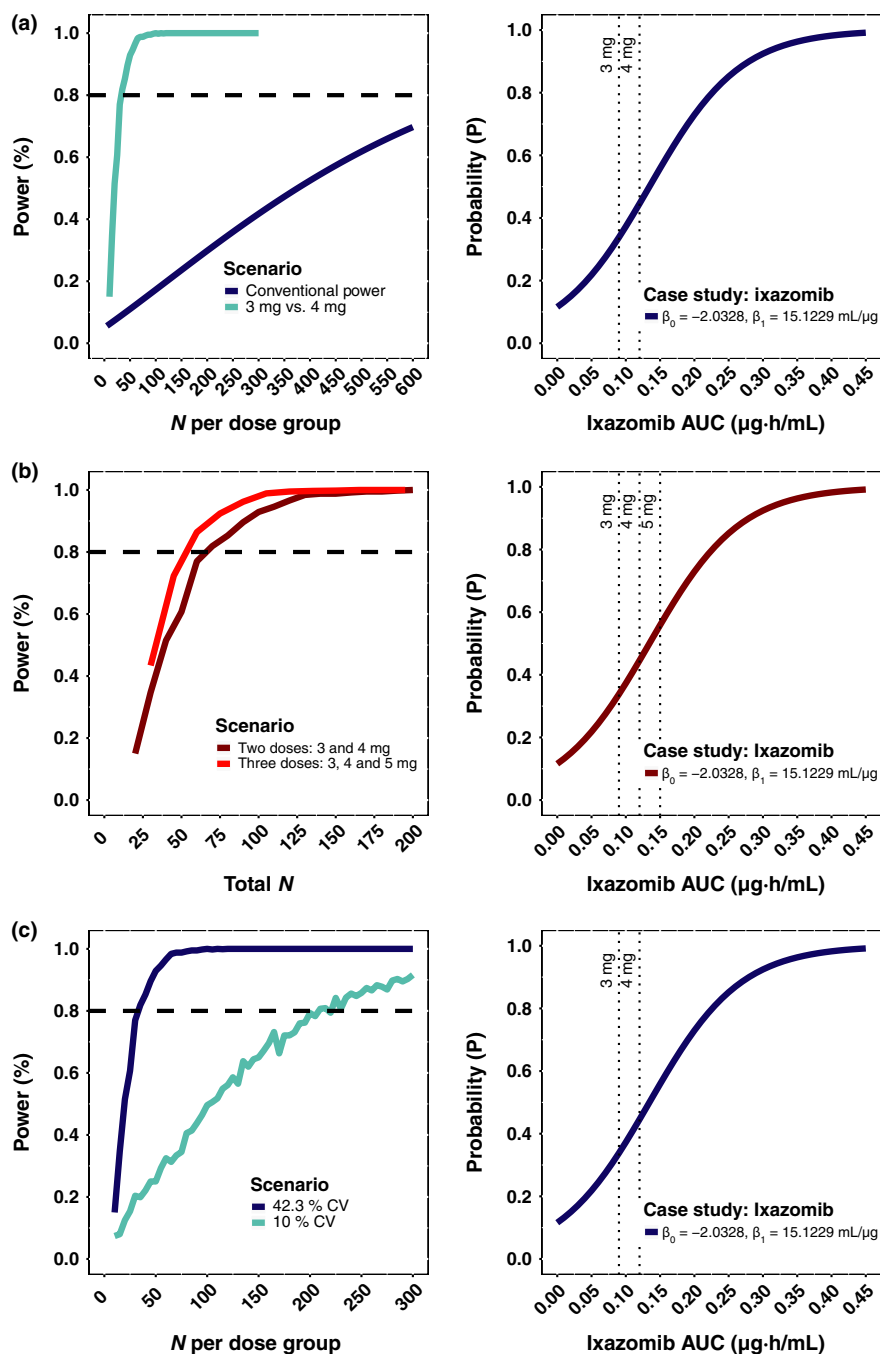 (a)
Power (%)
1.0
0.8
0.6
0.4
0.2
0.0
Scenario
Conventional power
3 mg vs. 4 mg
0 50 100 150 200 250 300 350 400 450 500 550 600
N per dose group
Probability (P)
1.0
0.8
0.6
0.4
0.2
0.0
3 mg
4 mg
Case study: ixazomib
β0 = −2.0328, β1 = 15.1229 mL/μg
0.00 0.05 0.10 0.15 0.20 0.25 0.30 0.35 0.40 0.45
Ixazomib AUC (μg·h/mL)
(b)
Power (%)
1.0
0.8
0.6
0.4
0.2
0.0
Scenario
Two doses: 3 and 4 mg
Three doses: 3, 4 and 5 mg
0 25 50 75 100 125 150 175 200
Total N
Probability (P)
1.0
0.8
0.6
0.4
0.2
0.0
3 mg
4 mg
5 mg
Case study: Ixazomib
β0 = −2.0328, β1 = 15.1229 mL/μg
0.00 0.05 0.10 0.15 0.20 0.25 0.30 0.35 0.40 0.45
Ixazomib AUC (μg·h/mL)
(c)
Power (%)
1.0
0.8
0.6
0.4
0.2
0.0
Scenario
42.3 % CV
10 % CV
0 50 100 150 200 250 300
N per dose group
Probability (P)
1.0
0.8
0.6
0.4
0.2
0.0
3 mg
4 mg
Case study: Ixazomib
β0 = −2.0328, β1 = 15.1229 mL/μg
0.00 0.05 0.10 0.15 0.20 0.25 0.30 0.35 0.40 0.45
Ixazomib AUC (μg·h/mL)